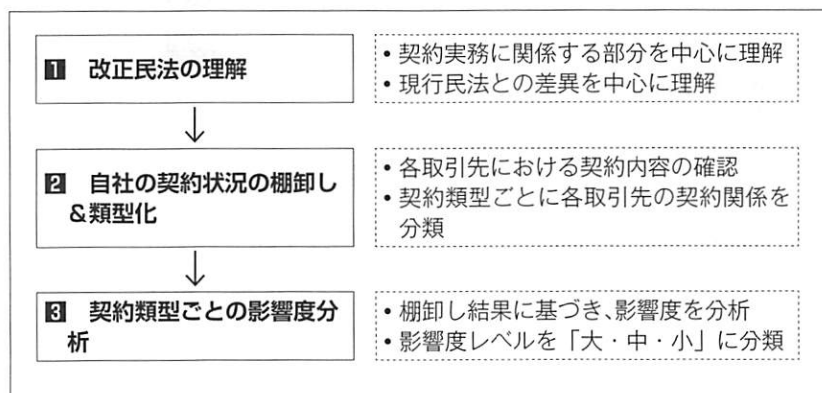 1 改正民法の理解
• 契約実務に関係する部分を中心に理解
• 現行民法との差異を中心に理解
2 自社の契約状況の棚卸し
&類型化
• 各取引先における契約内容の確認
• 契約類型ごとに各取引先の契約関係を
分類
3 契約類型ごとの影響度分
析
• 棚卸し結果に基づき、影響度を分析
• 影響度レベルを「大・中・小」に分類